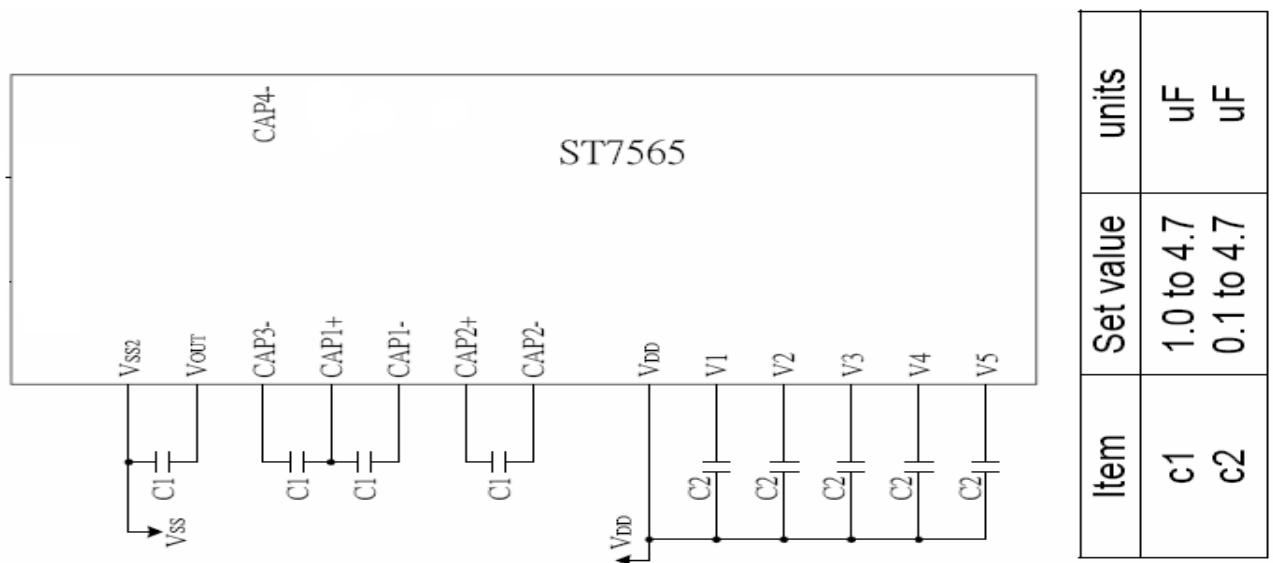 CAP4-
ST7565
VSS2
VOUT
CAP3-
CAP1+
CAP1-
CAP2+
CAP2-
VDD
V1
V2
V3
V4
V5
C1
C1
C1
C1
C2
C2
C2
C2
C2
VSS
VDD
Item Set value units
c1 1.0 to 4.7 uF
c2 0.1 to 4.7 uF